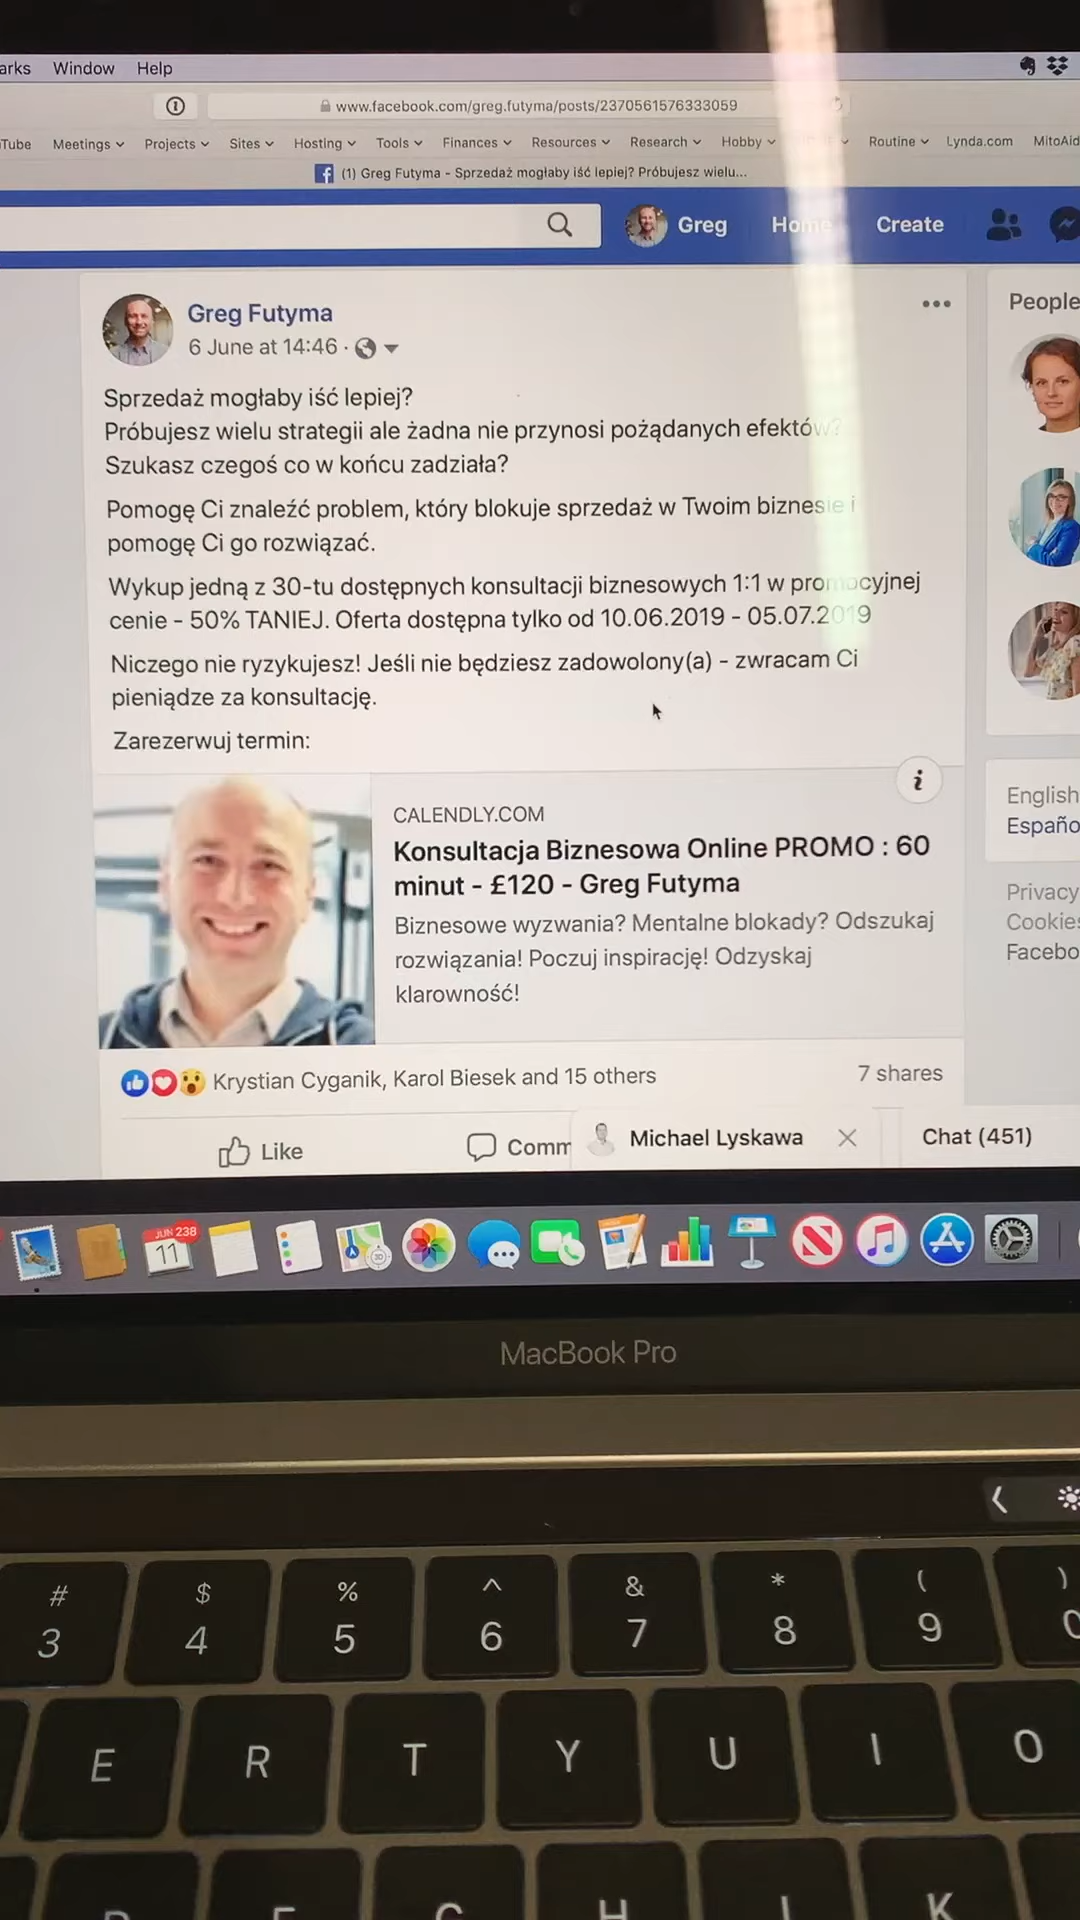 arks Window Help
www.facebook.com/greg.futyma/posts/2370561576333059
Tube Meetings Projects Sites Hosting Tools Finances Resources Research Hobby Routine Lynda.com MitoAid
(1) Greg Futyma - Sprzedaż mogłaby iść lepiej? Próbujesz wielu...
Greg Home Create
Greg Futyma
6 June at 14:46 ·
Sprzedaż mogłaby iść lepiej?
Próbujesz wielu strategii ale żadna nie przynosi pożądanych efektów?
Szukasz czegoś co w końcu zadziała?
Pomogę Ci znaleźć problem, który blokuje sprzedaż w Twoim biznesie i
pomogę Ci go rozwiązać.
Wykup jedną z 30-tu dostępnych konsultacji biznesowych 1:1 w promocyjnej
cenie - 50% TANIEJ. Oferta dostępna tylko od 10.06.2019 - 05.07.2019
Niczego nie ryzykujesz! Jeśli nie będziesz zadowolony(a) - zwracam Ci
pieniądze za konsultację.
Zarezerwuj termin:
CALENDLY.COM
Konsultacja Biznesowa Online PROMO : 60
minut - £120 - Greg Futyma
Biznesowe wyzwania? Mentalne blokady? Odszukaj
rozwiązania! Poczuj inspirację! Odzyskaj
klarowność!
Krystian Cyganik, Karol Biesek and 15 others 7 shares
Like Comm
Michael Lyskawa
Chat (451)
People
English
Españo
Privacy
Cookies
Facebo
JUN 238
11
MacBook Pro
# $ % ^ & * ( )
3 4 5 6 7 8 9 0
E R T Y U I O
K